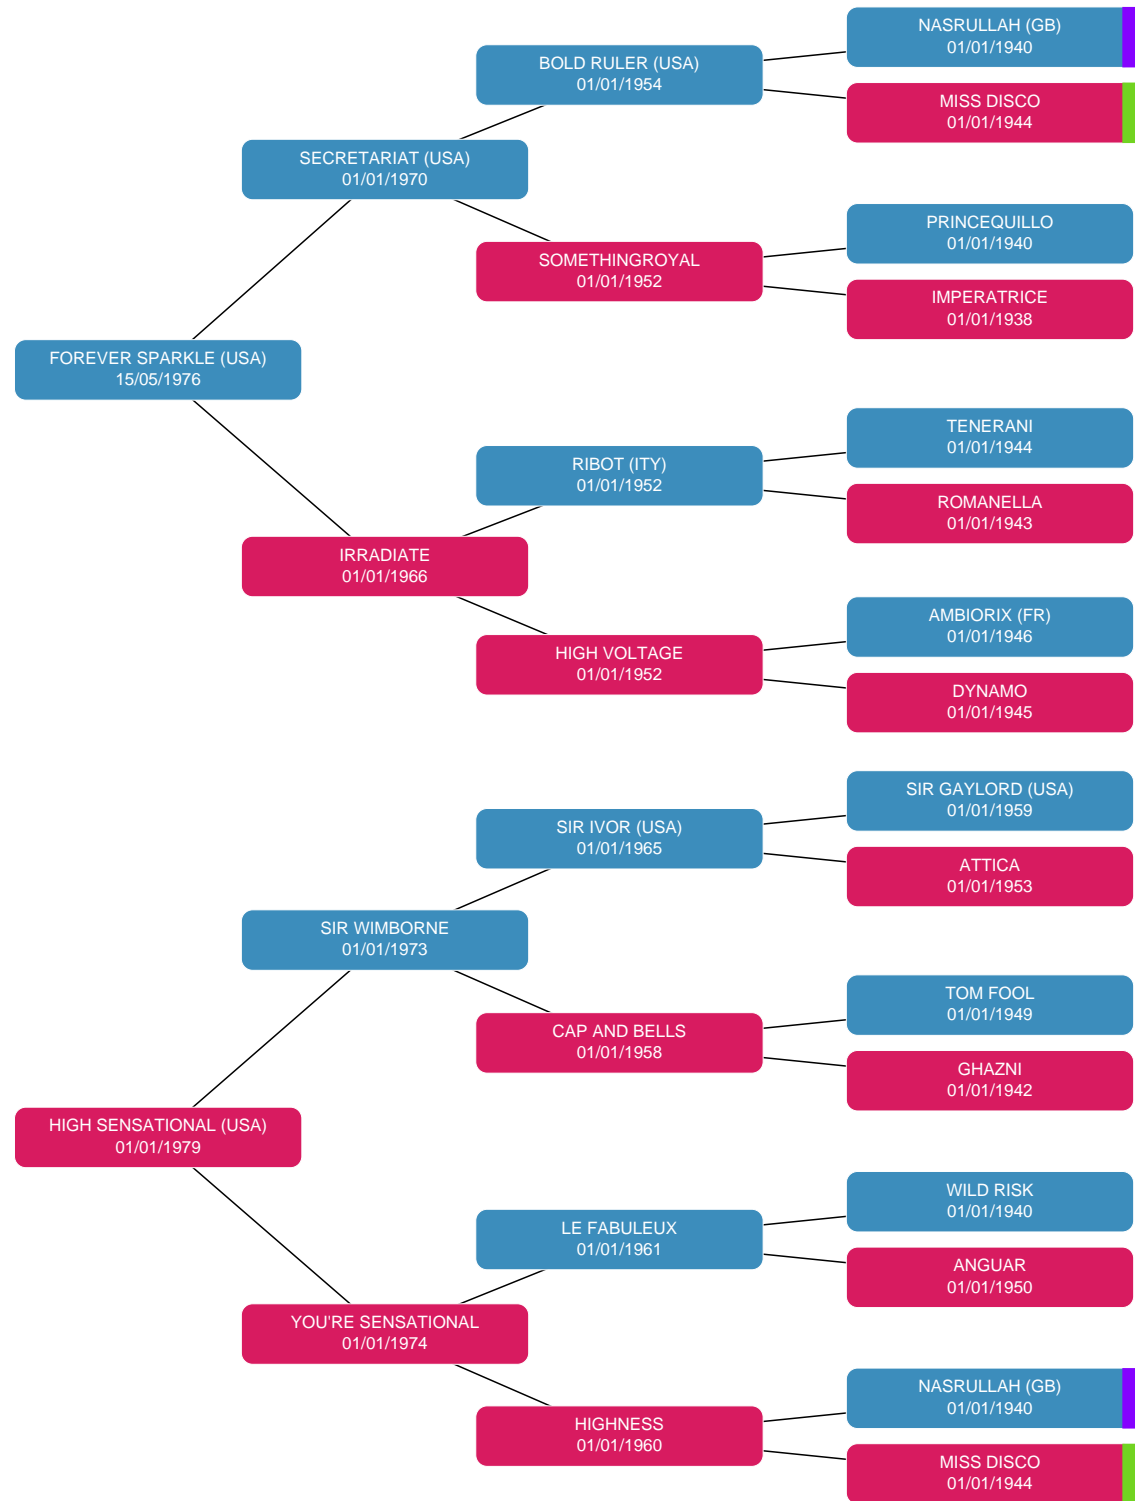 NASRULLAH (GB)
01/01/1940
BOLD RULER (USA)
01/01/1954
MISS DISCO
01/01/1944
SECRETARIAT (USA)
01/01/1970
PRINCEQUILLO
01/01/1940
SOMETHINGROYAL
01/01/1952
IMPERATRICE
01/01/1938
FOREVER SPARKLE (USA)
15/05/1976
TENERANI
01/01/1944
RIBOT (ITY)
01/01/1952
ROMANELLA
01/01/1943
IRRADIATE
01/01/1966
AMBIORIX (FR)
01/01/1946
HIGH VOLTAGE
01/01/1952
DYNAMO
01/01/1945
SIR GAYLORD (USA)
01/01/1959
SIR IVOR (USA)
01/01/1965
ATTICA
01/01/1953
SIR WIMBORNE
01/01/1973
TOM FOOL
01/01/1949
CAP AND BELLS
01/01/1958
GHAZNI
01/01/1942
HIGH SENSATIONAL (USA)
01/01/1979
WILD RISK
01/01/1940
LE FABULEUX
01/01/1961
ANGUAR
01/01/1950
YOU'RE SENSATIONAL
01/01/1974
NASRULLAH (GB)
01/01/1940
HIGHNESS
01/01/1960
MISS DISCO
01/01/1944